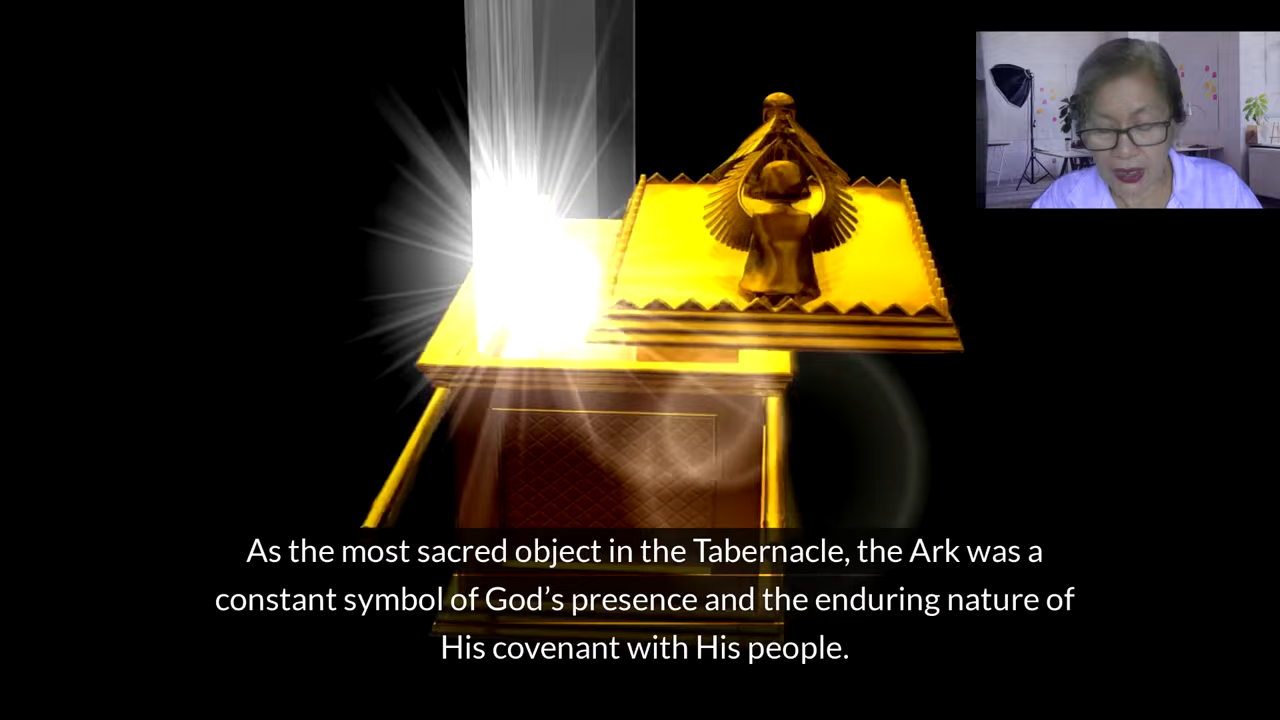 As the most sacred object in the Tabernacle, the Ark was a
constant symbol of God’s presence and the enduring nature of
His covenant with His people.